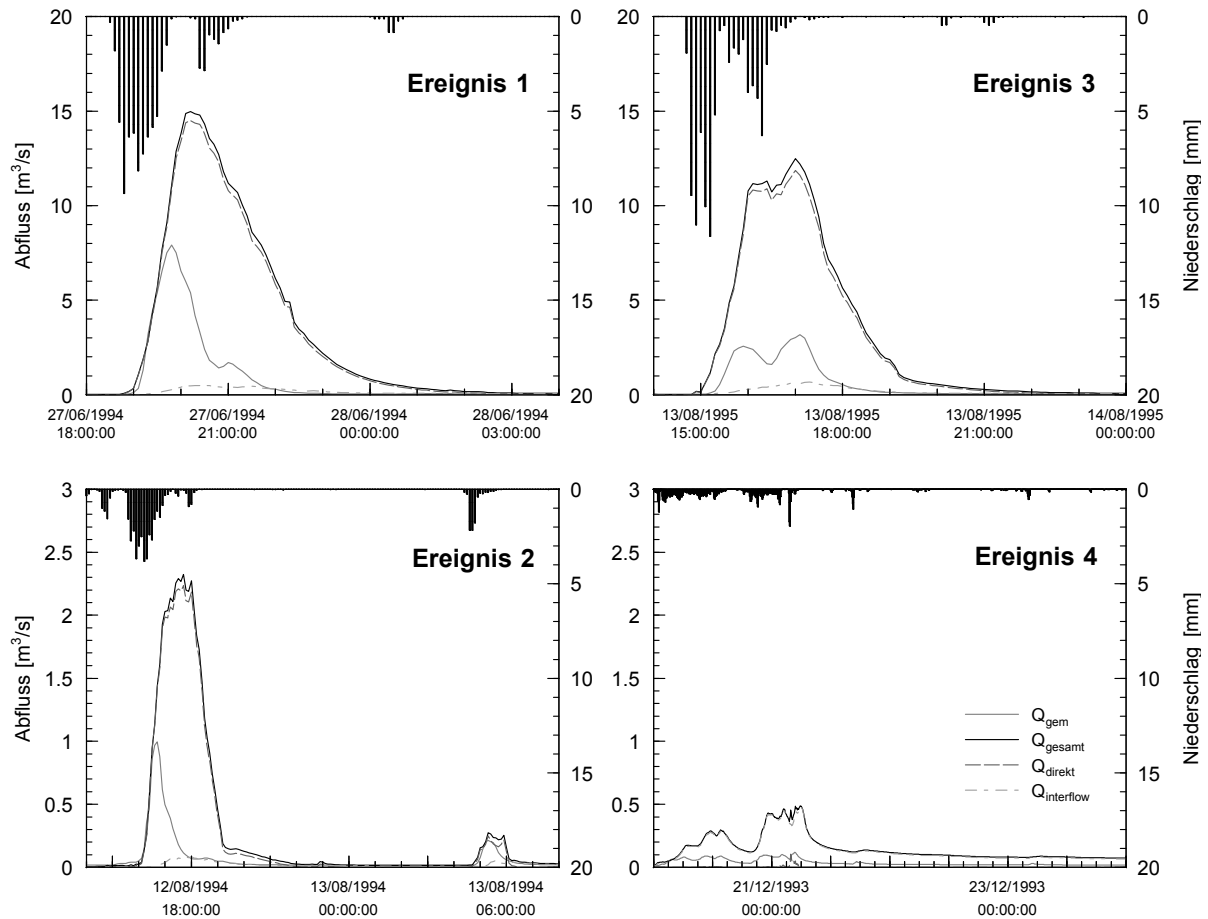 20 0 20 0
Ereignis 1 Ereignis 3
15 5 15 5
10 10 10 10
5 15 5 15
0 20 0 20
Abfluss [m³/s]
Niederschlag [mm]
27/06/1994 27/06/1994 28/06/1994 28/06/1994
18:00:00 21:00:00 00:00:00 03:00:00
13/08/1995 13/08/1995 13/08/1995 14/08/1995
15:00:00 18:00:00 21:00:00 00:00:00
3 0 3 0
2.5 2.5
Ereignis 2 Ereignis 4
2 5 2 5
1.5 10 1.5 10
1 1
15 15
0.5 0.5
0 20 0 20
Abfluss [m³/s]
Niederschlag [mm]
Qgem
Qgesamt
Qdirekt
Qinterflow
12/08/1994 13/08/1994 13/08/1994
18:00:00 00:00:00 06:00:00
21/12/1993 23/12/1993
00:00:00 00:00:00